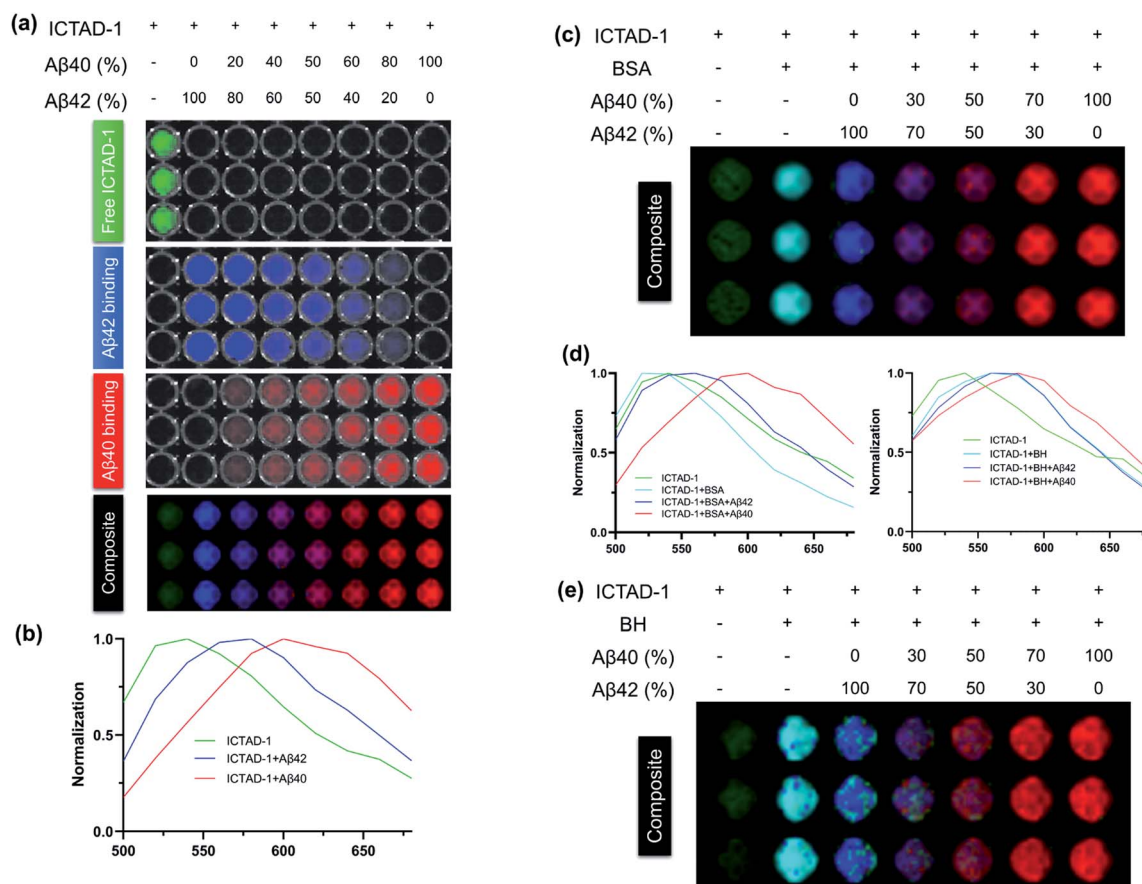 (a)
ICTAD-1 + + + + + + + +
Aβ40 (%) - 0 20 40 50 60 80 100
Aβ42 (%) - 100 80 60 50 40 20 0
Free ICTAD-1
Aβ42 binding
Aβ40 binding
Composite
(b)
Normalization
1.0
0.5
0.0
500 550 600 650
ICTAD-1
ICTAD-1+Aβ42
ICTAD-1+Aβ40
(c)
ICTAD-1 + + + + + + +
BSA - + + + + + +
Aβ40 (%) - - 0 30 50 70 100
Aβ42 (%) - - 100 70 50 30 0
Composite
(d)
Normalization
1.0
0.5
0.0
500 550 600 650
ICTAD-1
ICTAD-1+BSA
ICTAD-1+BSA+Aβ42
ICTAD-1+BSA+Aβ40
Normalization
1.0
0.5
0.0
500 550 600 650
ICTAD-1
ICTAD-1+BH
ICTAD-1+BH+Aβ42
ICTAD-1+BH+Aβ40
(e)
ICTAD-1 + + + + + + +
BH - + + + + + +
Aβ40 (%) - - 0 30 50 70 100
Aβ42 (%) - - 100 70 50 30 0
Composite